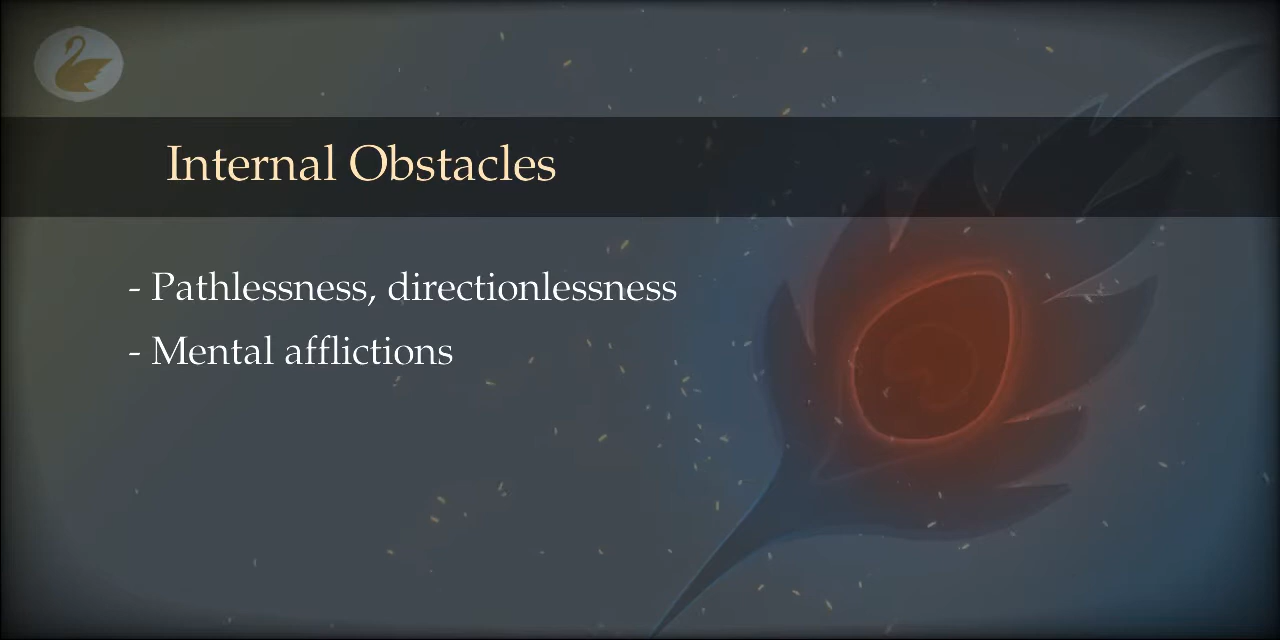 Internal Obstacles
- Pathlessness, directionlessness
- Mental afflictions